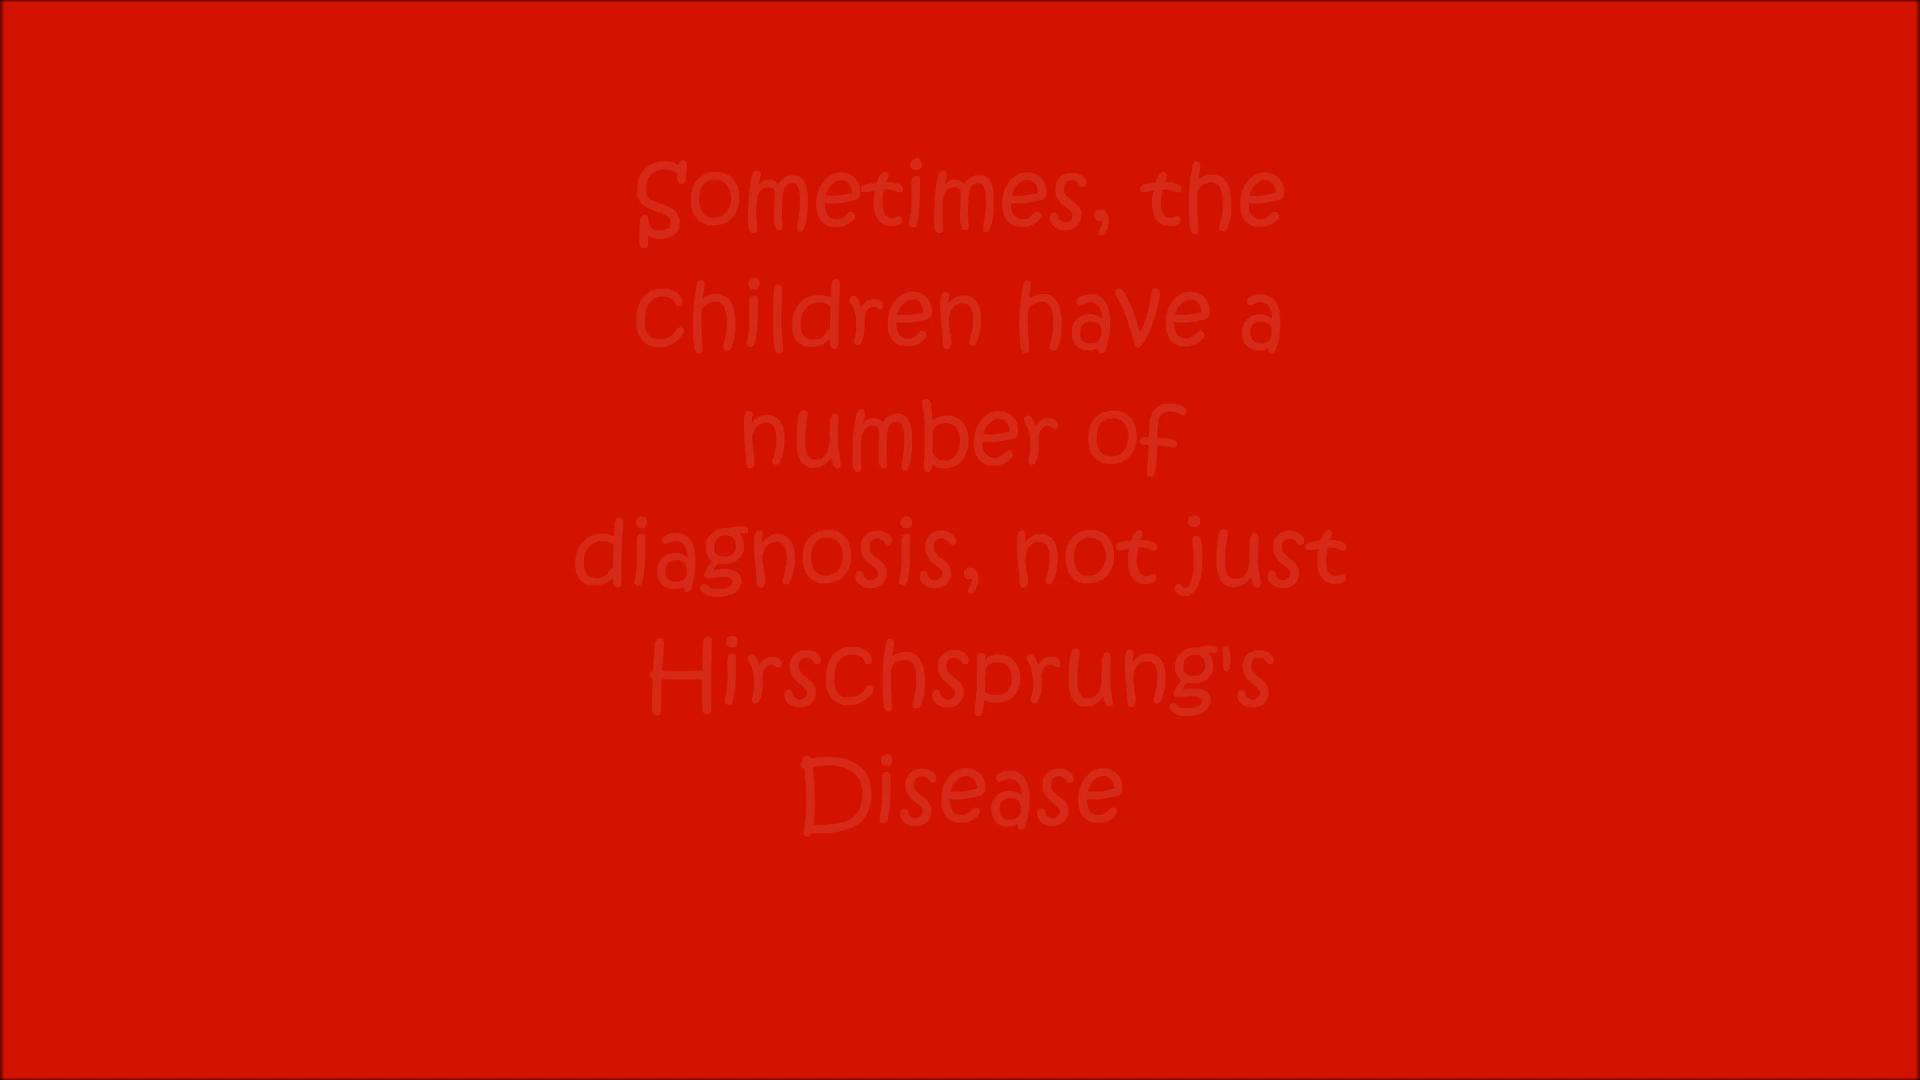 Sometimes, the
children have a
number of
diagnosis, not just
Hirschsprung's
Disease